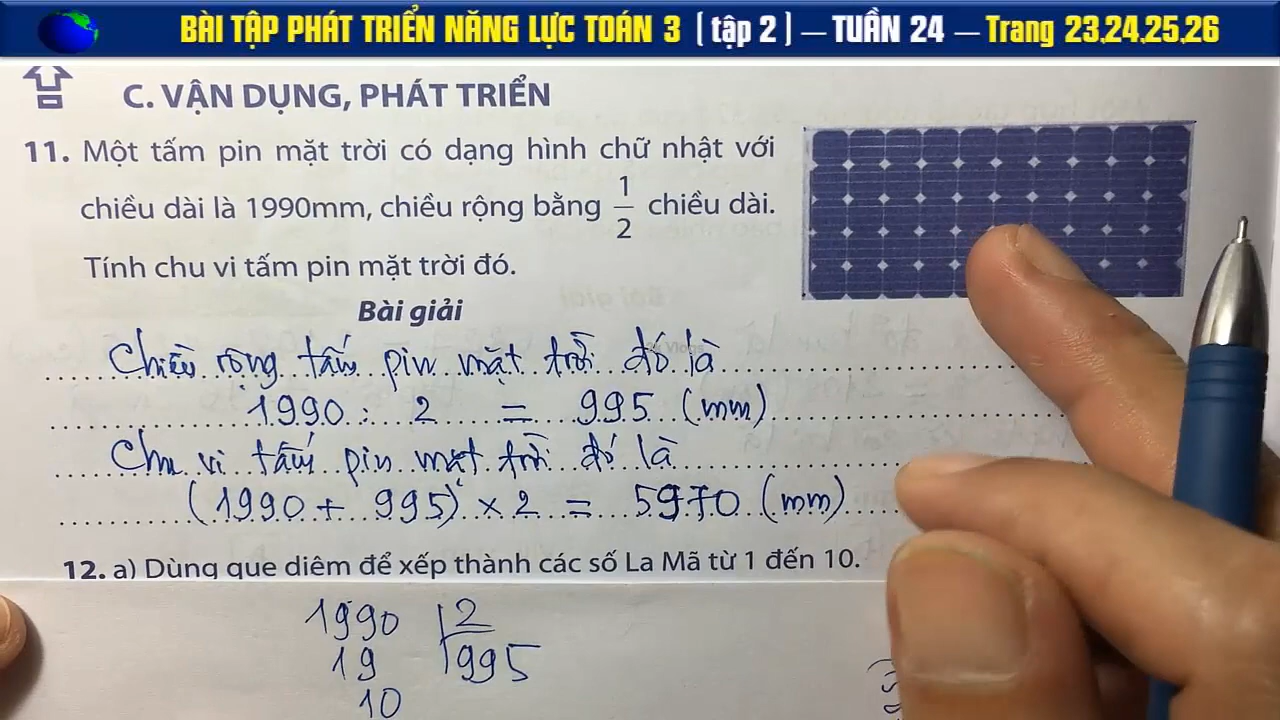 BÀI TẬP PHÁT TRIỂN NĂNG LỰC TOÁN 3 ( tập 2 ) – TUẦN 24 – Trang 23,24,25,26
C. VẬN DỤNG, PHÁT TRIỂN
11. Một tấm pin mặt trời có dạng hình chữ nhật với
chiều dài là 1990mm, chiều rộng bằng 1/2 chiều dài.
Tính chu vi tấm pin mặt trời đó.
Bài giải
Chiều rộng tấm pin mặt trời đó là
1990 : 2 = 995 (mm)
Chu vi tấm pin mặt trời đó là
(1990 + 995) × 2 = 5970 (mm)
12. a) Dùng que diêm để xếp thành các số La Mã từ 1 đến 10.
1990 2
19 995
10